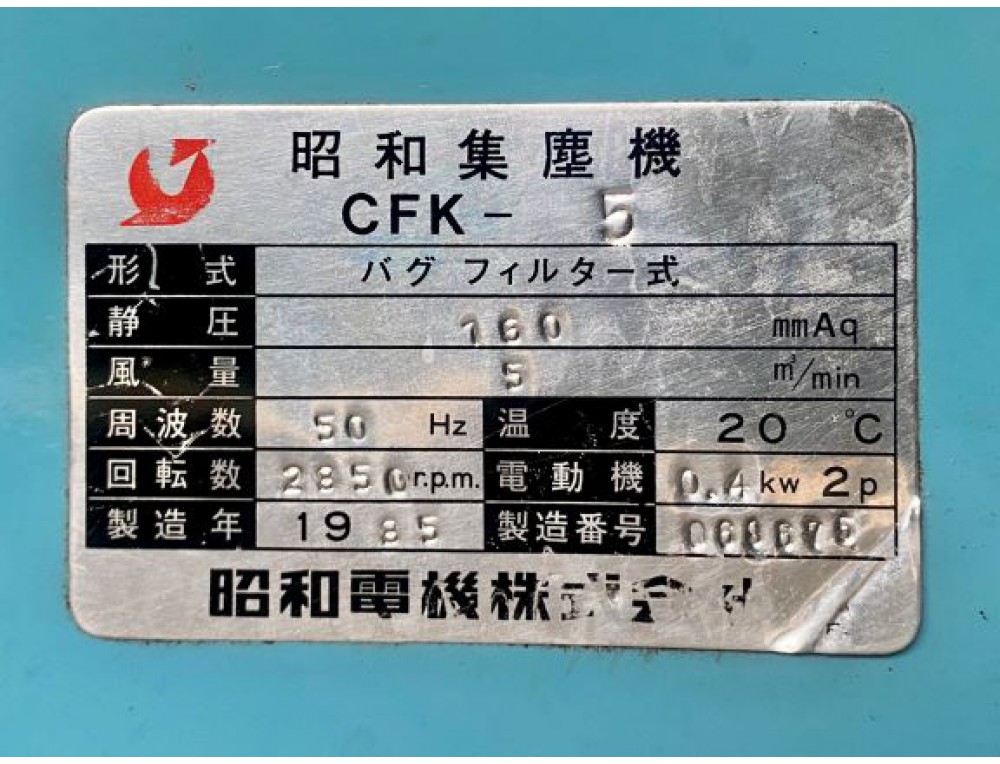 昭和集塵機
CFK- 5
形式 バグ フィルター式
静圧 160 mmAq
風量 5 m³/min
周波数 50 Hz 温度 20 ℃
回転数 2850 r.p.m. 電動機 0.4 kw 2p
製造年 1985 製造番号
昭和電機株式会社